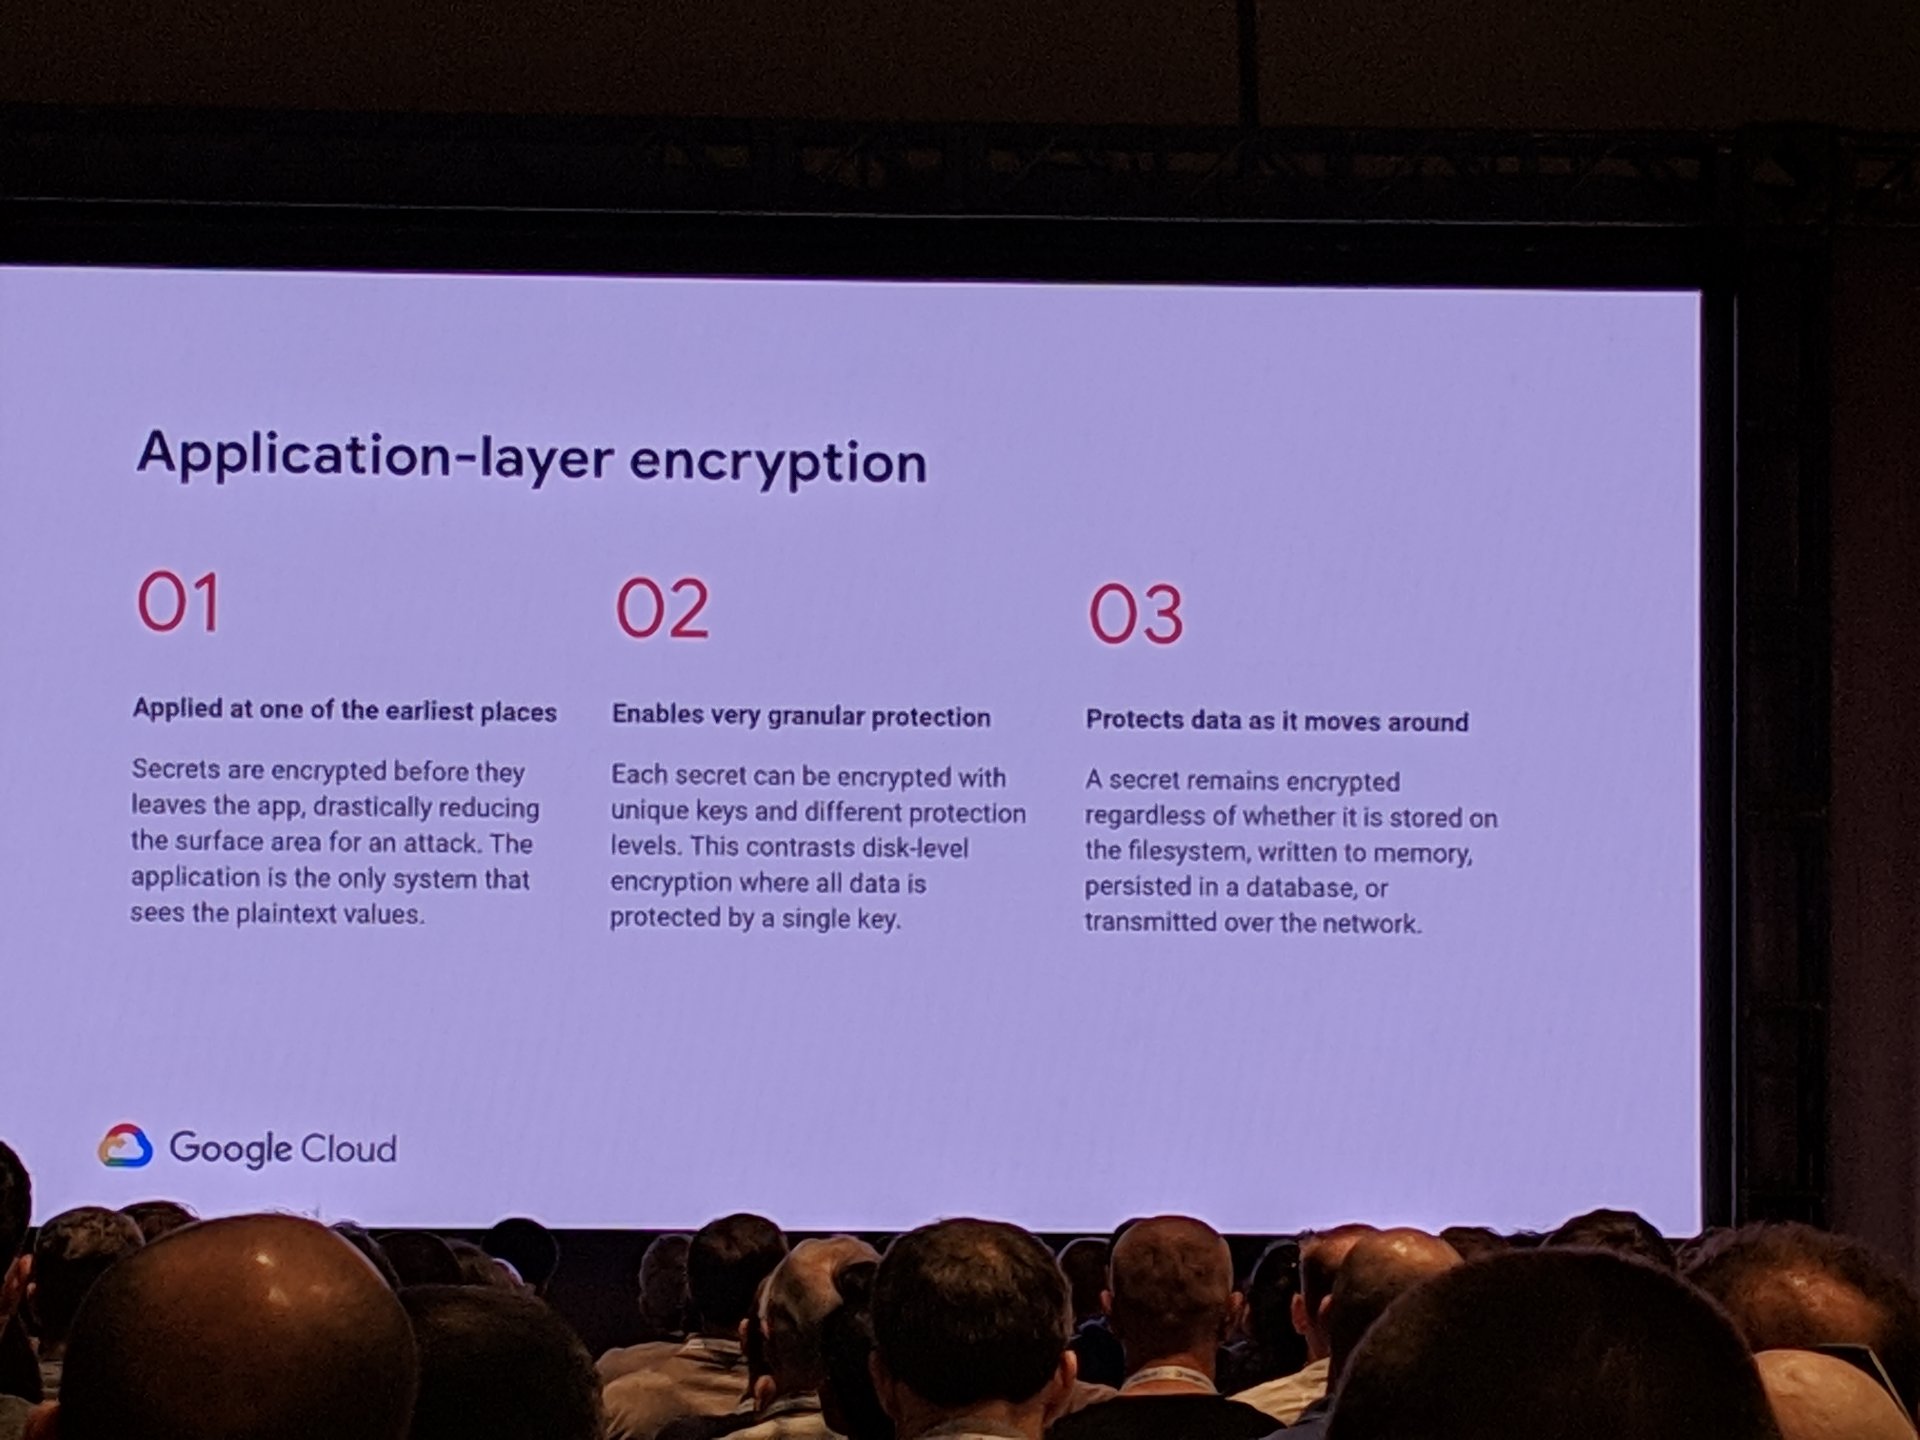 Application-layer encryption
01
Applied at one of the earliest places
Secrets are encrypted before they
leaves the app, drastically reducing
the surface area for an attack. The
application is the only system that
sees the plaintext values.
02
Enables very granular protection
Each secret can be encrypted with
unique keys and different protection
levels. This contrasts disk-level
encryption where all data is
protected by a single key.
03
Protects data as it moves around
A secret remains encrypted
regardless of whether it is stored on
the filesystem, written to memory,
persisted in a database, or
transmitted over the network.
Google Cloud